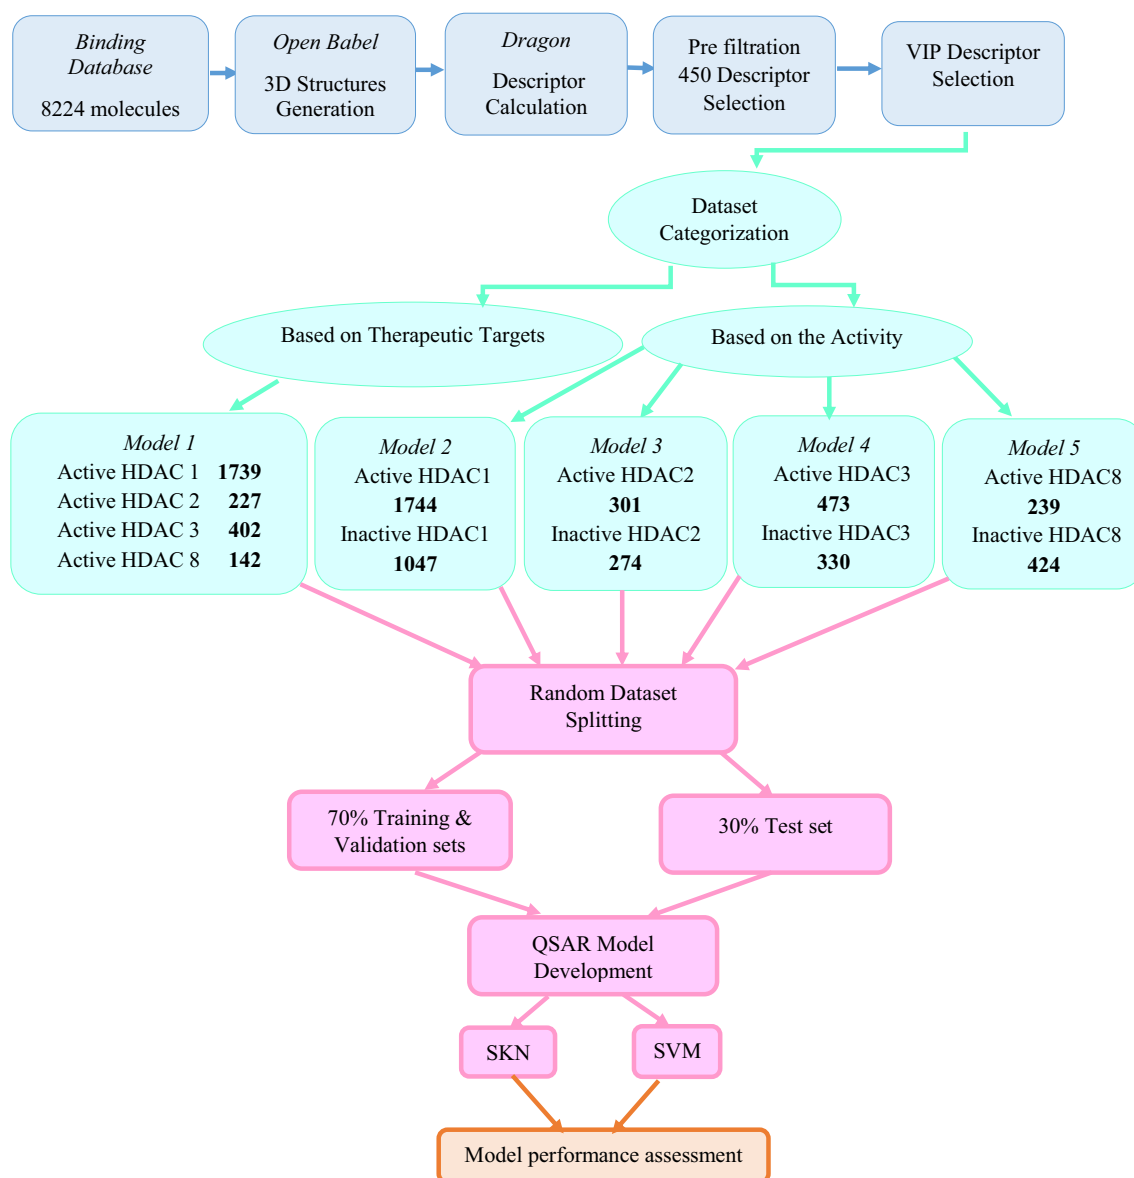 Binding
Database
8224 molecules
Open Babel
3D Structures
Generation
Dragon
Descriptor
Calculation
Pre filtration
450 Descriptor
Selection
VIP Descriptor
Selection
Dataset
Categorization
Based on Therapeutic Targets
Based on the Activity
Model 1
Active HDAC 1 1739
Active HDAC 2 227
Active HDAC 3 402
Active HDAC 8 142
Model 2
Active HDAC1
1744
Inactive HDAC1
1047
Model 3
Active HDAC2
301
Inactive HDAC2
274
Model 4
Active HDAC3
473
Inactive HDAC3
330
Model 5
Active HDAC8
239
Inactive HDAC8
424
Random Dataset
Splitting
70% Training &
Validation sets
30% Test set
QSAR Model
Development
SKN
SVM
Model performance assessment